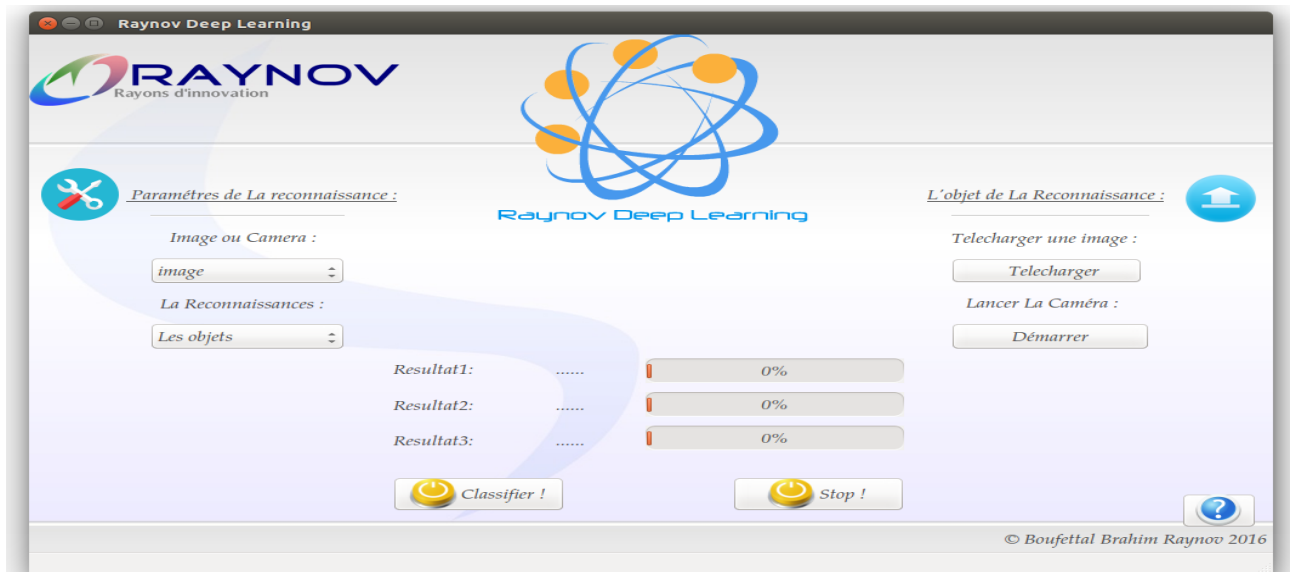 Raynov Deep Learning
RAYNOV
Rayons d'innovation
Raynov Deep Learning
Paramétres de La reconnaissance :
Image ou Camera :
image
La Reconnaissances :
Les objets
L'objet de La Reconnaissance :
Telecharger une image :
Telecharger
Lancer La Caméra :
Démarrer
Resultat1: ...... 0%
Resultat2: ...... 0%
Resultat3: ...... 0%
Classifier !
Stop !
?
© Boufettal Brahim Raynov 2016